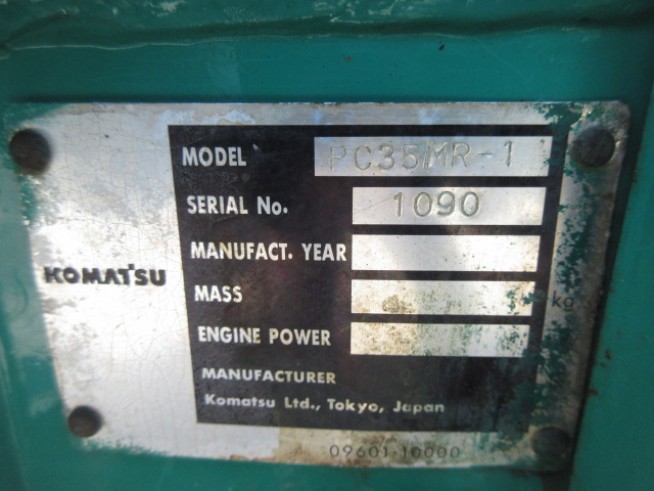 MODEL PC35MR-1
SERIAL No. 1090
MANUFACT. YEAR
KOMATSU
MASS kg
ENGINE POWER
MANUFACTURER
Komatsu Ltd., Tokyo, Japan
09601-10000